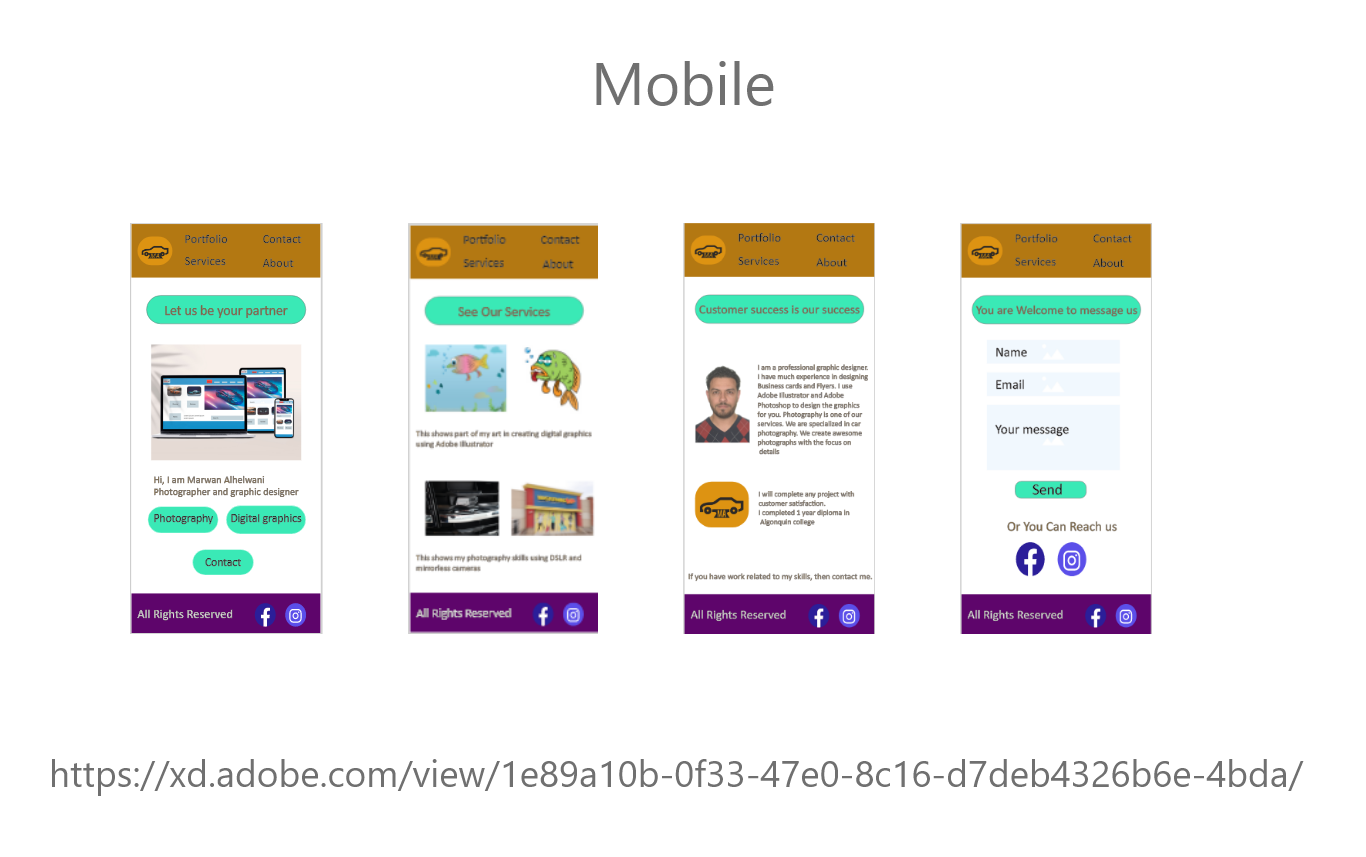 Mobile
Portfolio Contact
Services About
Let us be your partner
Hi, I am Marwan Alhelwani
Photographer and graphic designer
Photography Digital graphics
Contact
All Rights Reserved
Portfolio Contact
Services About
See Our Services
This shows part of my art in creating digital graphics
using Adobe Illustrator
This shows my photography skills using DSLR and
mirrorless cameras
All Rights Reserved
Portfolio Contact
Services About
Customer success is our success
I am a professional graphic designer.
I have much experience in designing
Business cards and Flyers. I use
Adobe Illustrator and Adobe
Photoshop to design the graphics
for you. Photography is one of our
services. We are specialized in car
photography. We create awesome
photographs with the focus on
details
I will complete any project with
customer satisfaction.
I completed 1 year diploma in
Algonquin college
If you have work related to my skills, then contact me.
All Rights Reserved
Portfolio Contact
Services About
You are Welcome to message us
Name
Email
Your message
Send
Or You Can Reach us
All Rights Reserved
https://xd.adobe.com/view/1e89a10b-0f33-47e0-8c16-d7deb4326b6e-4bda/